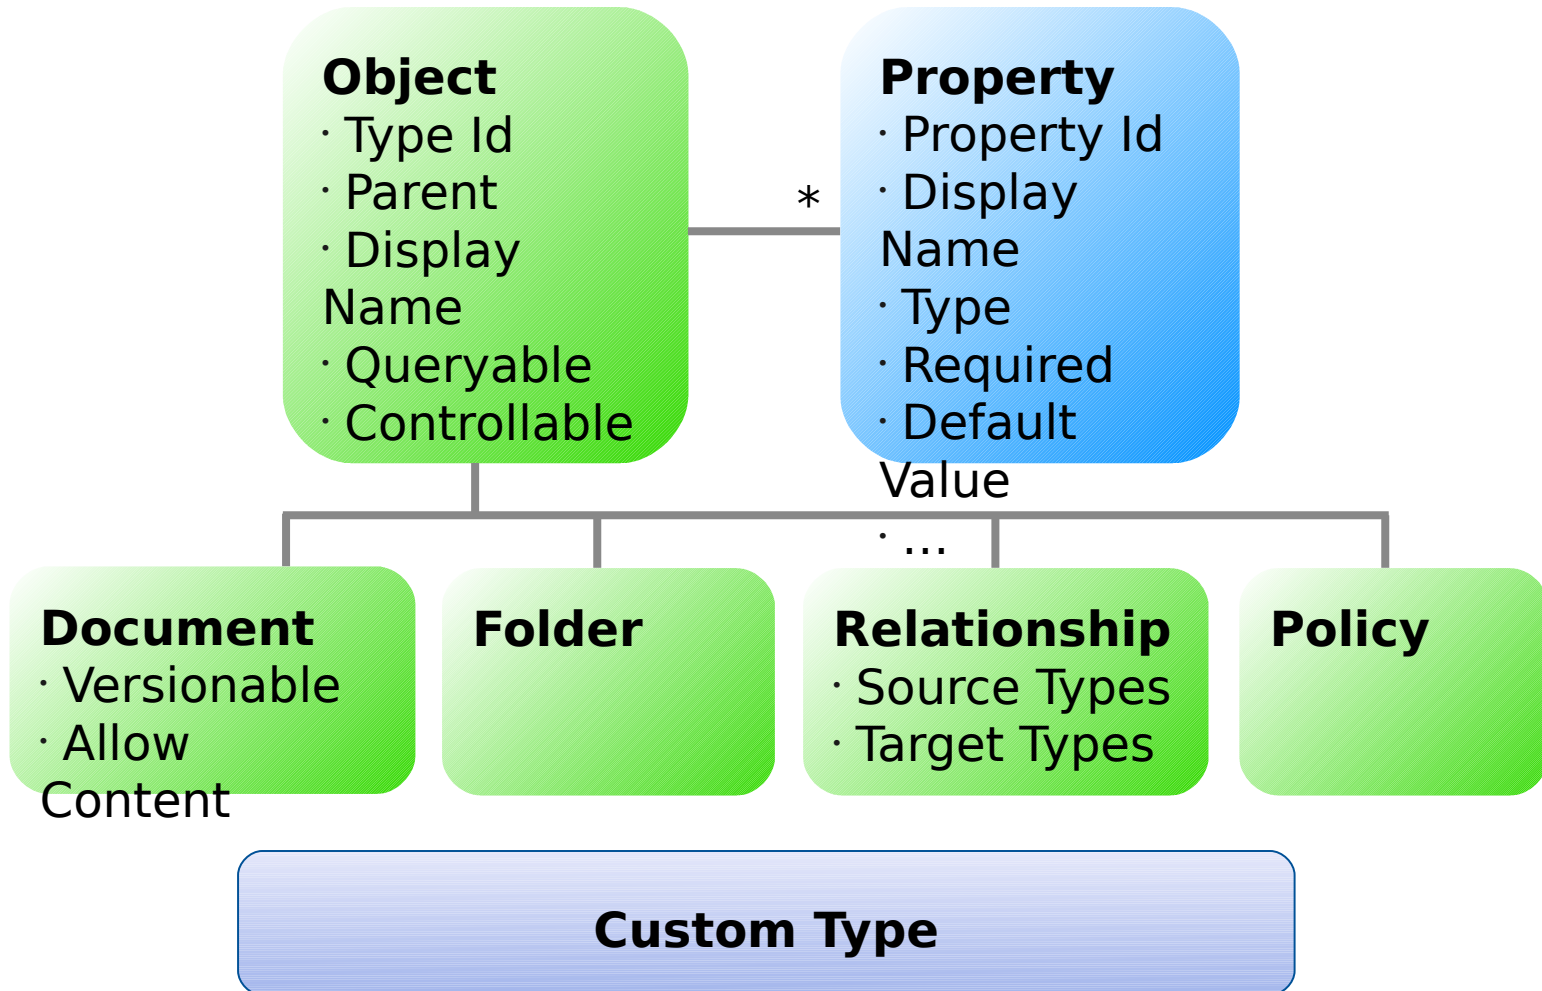 Object
· Type Id
· Parent
· Display
Name
· Queryable
· Controllable
*
Property
· Property Id
· Display
Name
· Type
· Required
· Default
Value
· ...
Document
· Versionable
· Allow
Content
Folder
Relationship
· Source Types
· Target Types
Policy
Custom Type